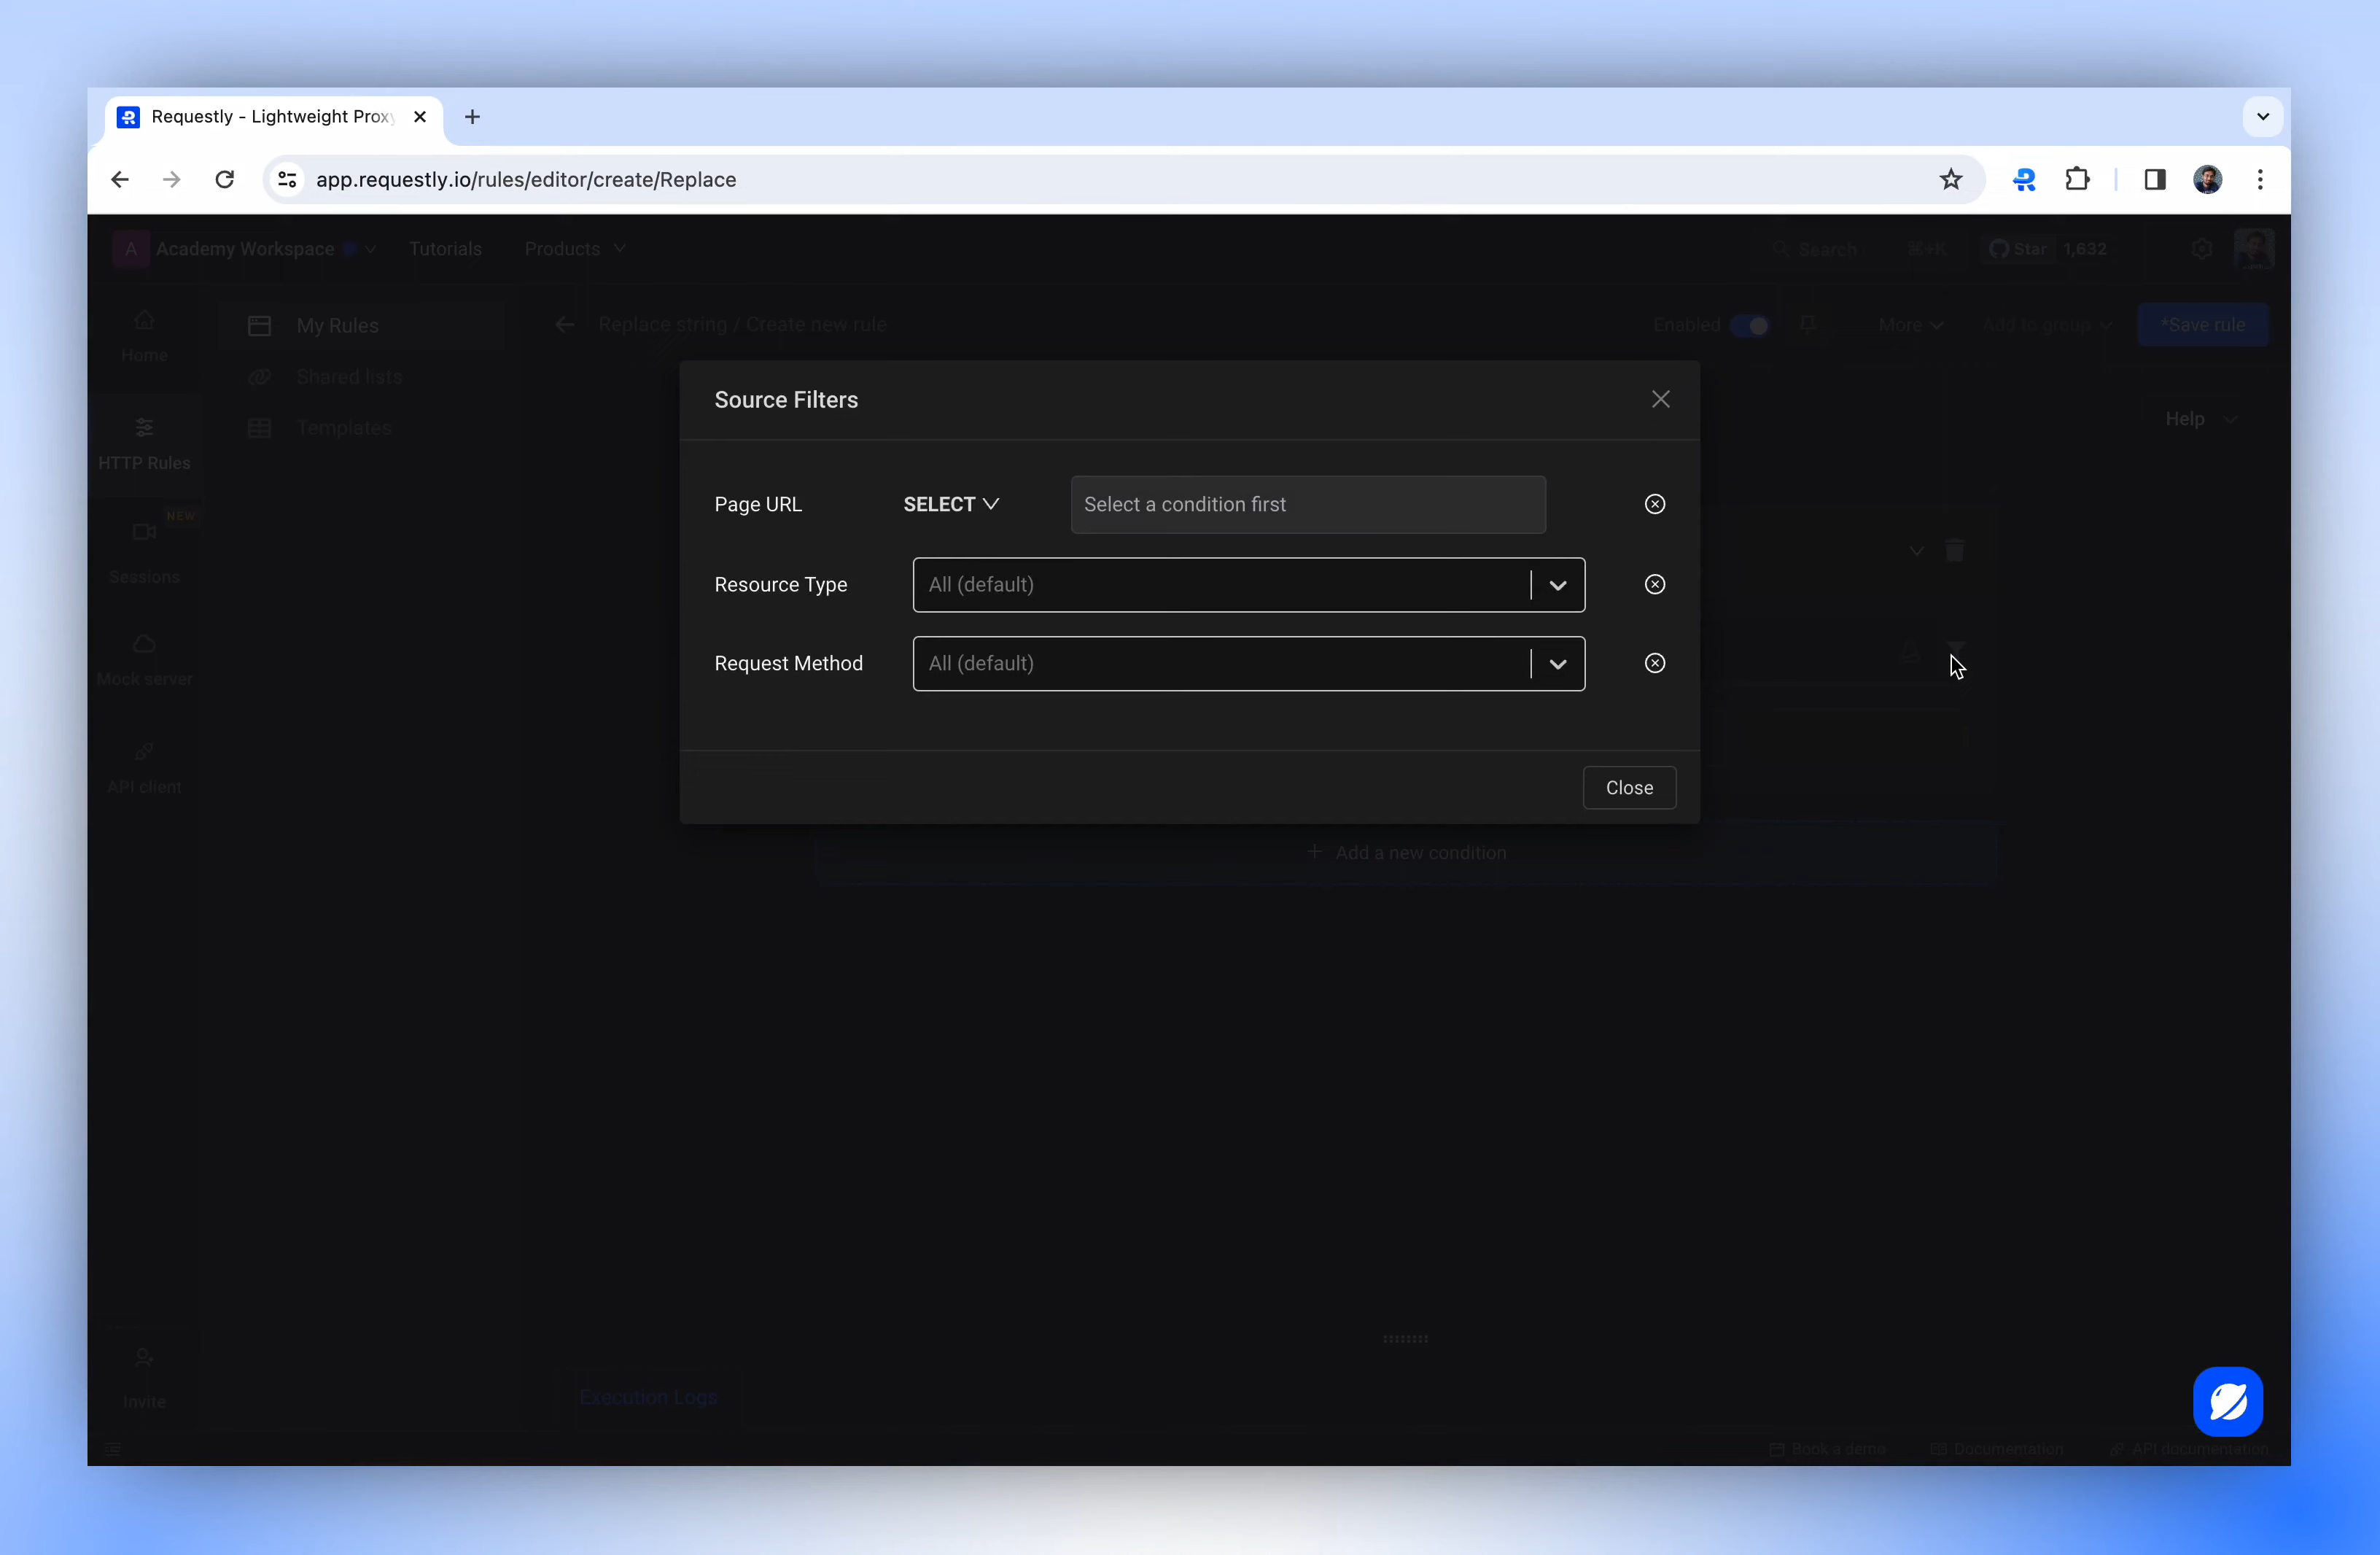 Requestly - Lightweight Proxy
app.requestly.io/rules/editor/create/Replace
A Academy Workspace Tutorials Products Search ⌘+K Star 1,632
My Rules Replace string / Create new rule Enabled More Add to group *Save rule
Home
Shared lists
Source Filters
Help
Templates
HTTP Rules
Page URL SELECT Select a condition first
NEW
Sessions
Resource Type All (default)
Request Method All (default)
Mock server
API client
Close
Add a new condition
Execution Logs
Invite
Book a demo Documentation API documentation